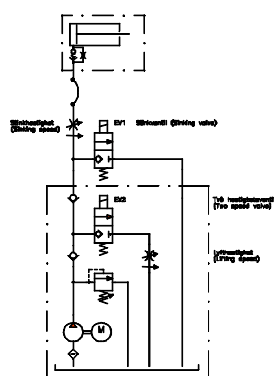 Sänkhastighet
(Sinking speed)
EV1 Sänkventil (Sinking valve)
EV2
Två hastighetsventil
(Two speed valve)
Lyfthastighet
(Lifting speed)
M